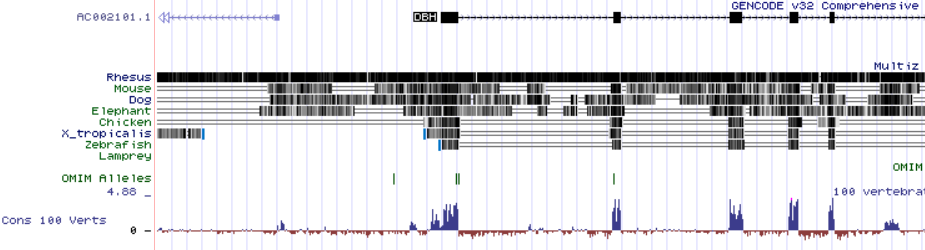 GENCODE v32 Comprehensive
AC002101.1
DBH
Multiz
Rhesus
Mouse
Dog
Elephant
Chicken
X_tropicalis
Zebrafish
Lamprey
OMIM
OMIM Alleles
4.88 _
100 vertebrat
Cons 100 Verts
0 -